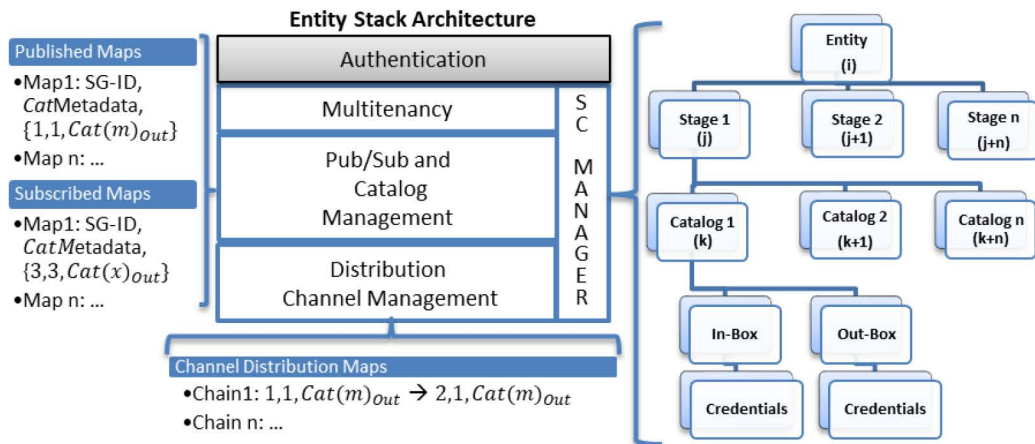 Entity Stack Architecture
Published Maps
•Map1: SG-ID,
CatMetadata,
{1,1,Cat(m)Out}
•Map n: ...
Subscribed Maps
•Map1: SG-ID,
CatMetadata,
{3,3,Cat(x)Out}
•Map n: ...
Authentication
Multitenancy
Pub/Sub and
Catalog
Management
Distribution
Channel Management
SC MANAGER
Channel Distribution Maps
•Chain1: 1,1,Cat(m)Out → 2,1,Cat(m)Out
•Chain n: ...
Entity
(i)
Stage 1
(j)
Stage 2
(j+1)
Stage n
(j+n)
Catalog 1
(k)
Catalog 2
(k+1)
Catalog n
(k+n)
In-Box
Out-Box
Credentials
Credentials